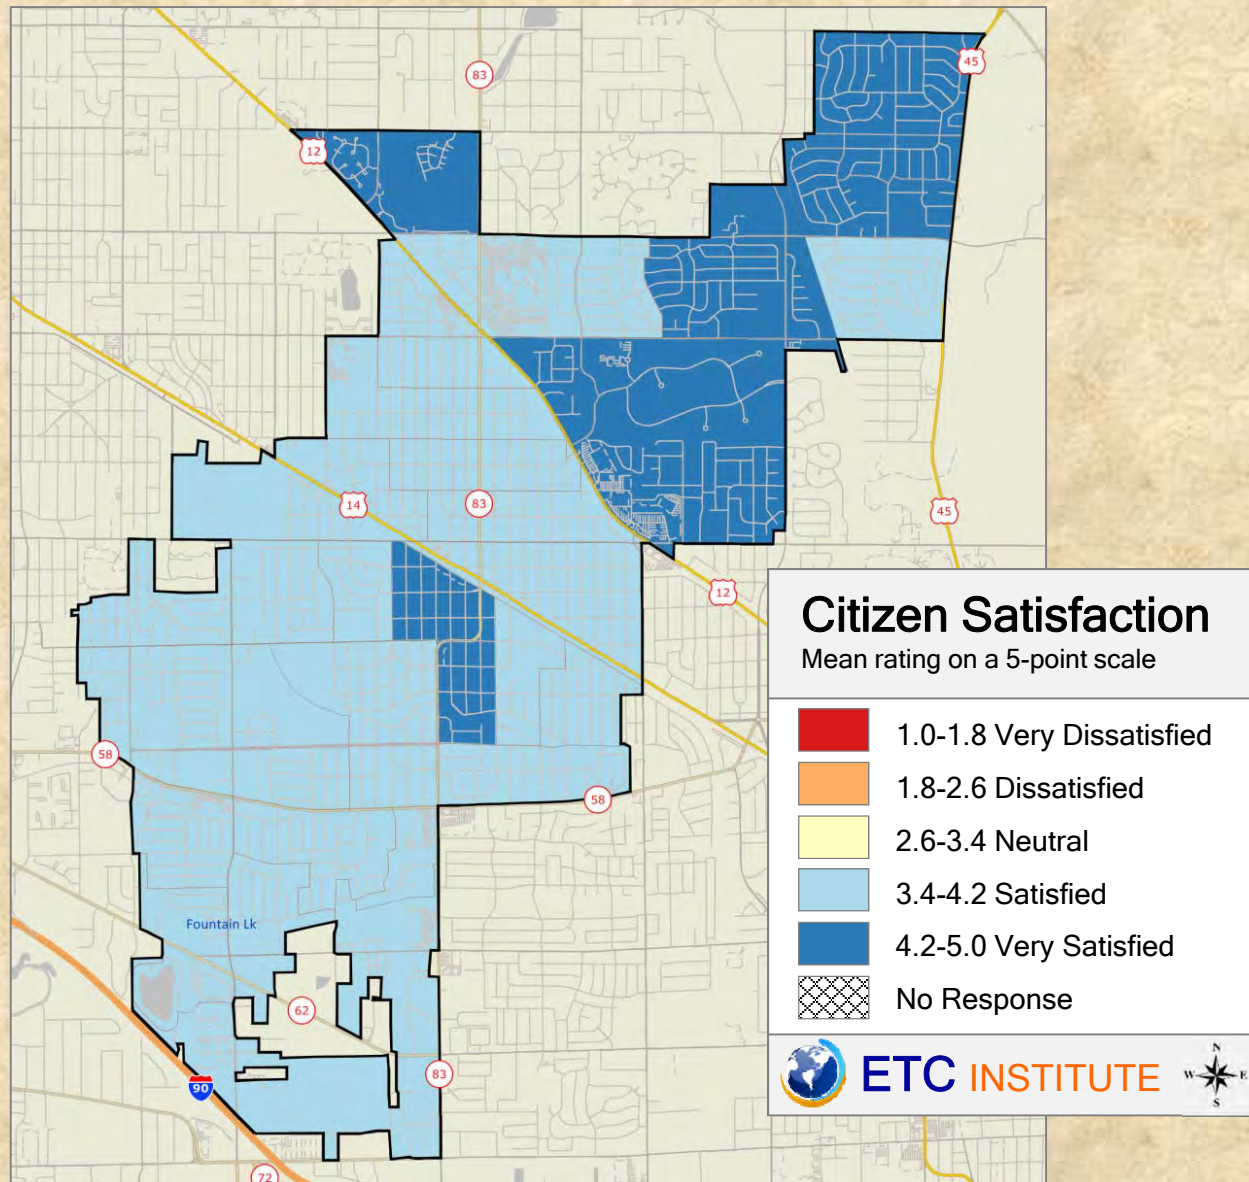 83
45
12
14
83
45
12
58
58
Fountain Lk
62
83
90
72
Citizen Satisfaction
Mean rating on a 5-point scale
1.0-1.8 Very Dissatisfied
1.8-2.6 Dissatisfied
2.6-3.4 Neutral
3.4-4.2 Satisfied
4.2-5.0 Very Satisfied
No Response
ETC INSTITUTE
N
W E
S